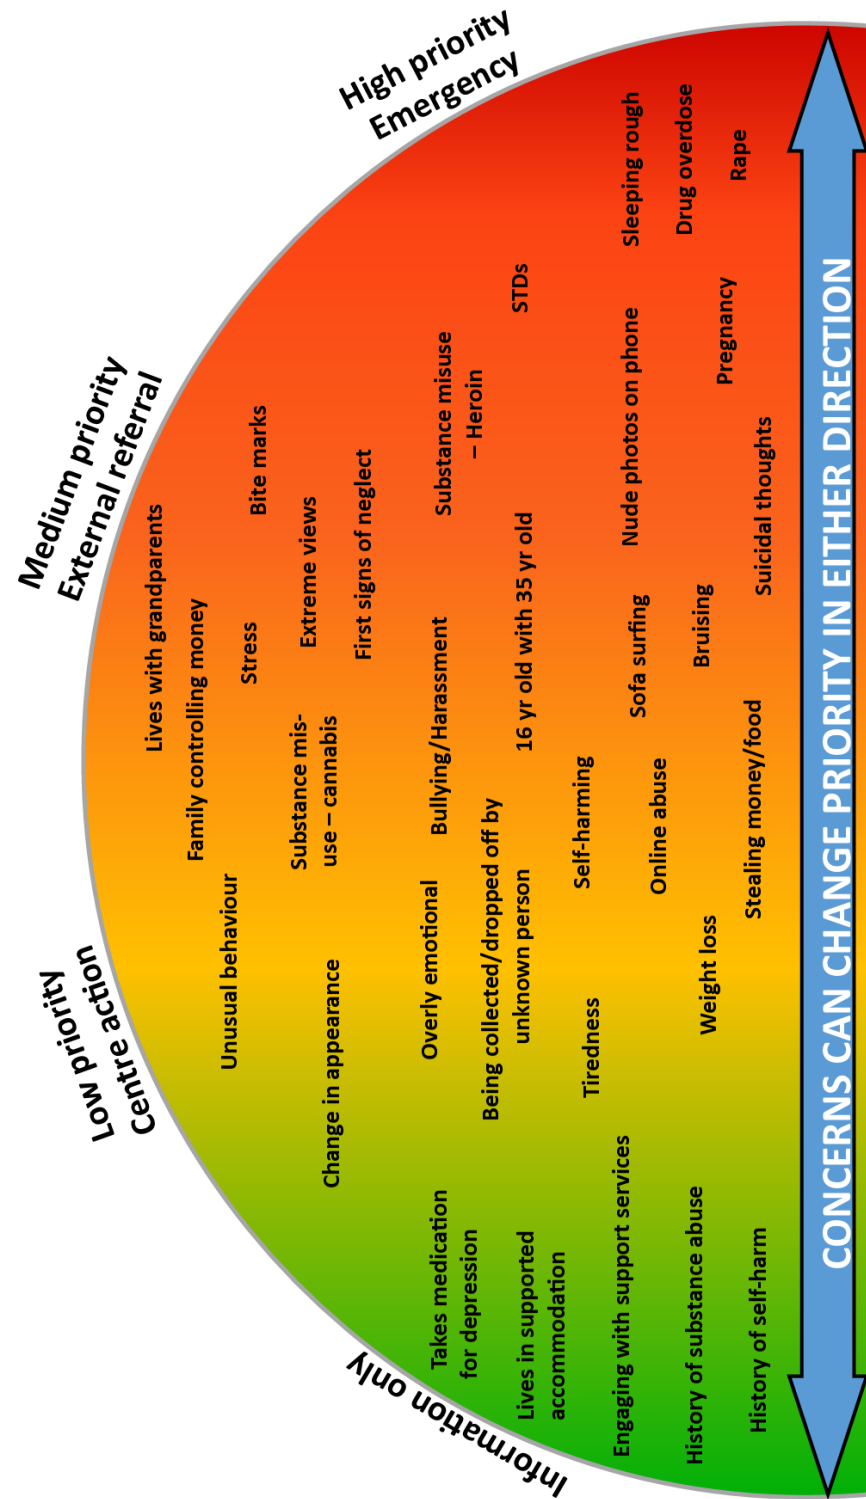 Information only
Low priority
Centre action
Medium priority
External referral
High priority
Emergency
Lives with grandparents
Family controlling money
Unusual behaviour
Stress
Bite marks
Substance mis-
use – cannabis
Extreme views
Change in appearance
First signs of neglect
Takes medication
for depression
Overly emotional
Bullying/Harassment
Substance misuse
– Heroin
Being collected/dropped off by
unknown person
Lives in supported
accommodation
16 yr old with 35 yr old
STDs
Tiredness
Self-harming
Engaging with support services
Sofa surfing
Nude photos on phone
Sleeping rough
Online abuse
History of substance abuse
Weight loss
Bruising
Drug overdose
Pregnancy
Rape
History of self-harm
Stealing money/food
Suicidal thoughts
CONCERNS CAN CHANGE PRIORITY IN EITHER DIRECTION